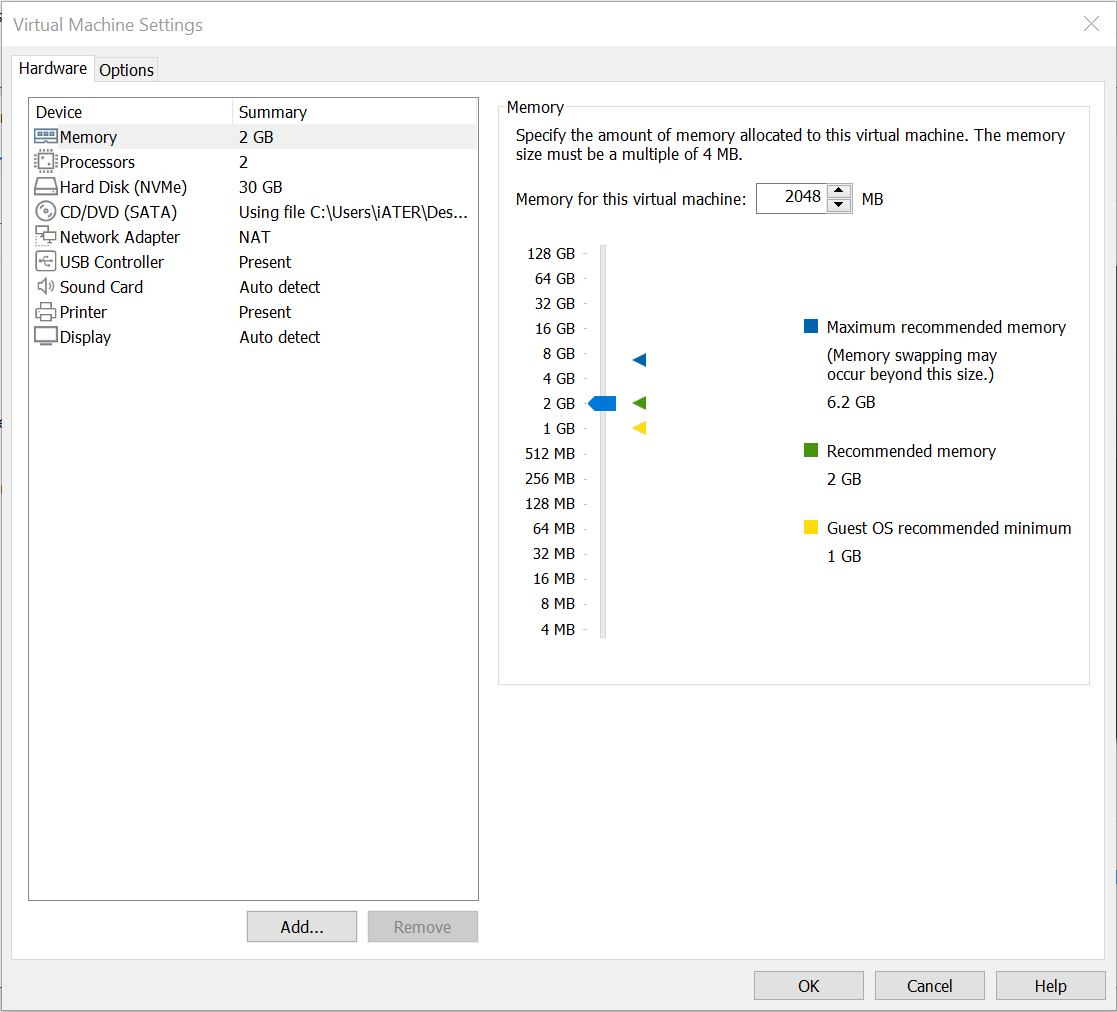 Virtual Machine Settings
Hardware Options
Device Summary
Memory 2 GB
Processors 2
Hard Disk (NVMe) 30 GB
CD/DVD (SATA) Using file C:\Users\iATER\Des...
Network Adapter NAT
USB Controller Present
Sound Card Auto detect
Printer Present
Display Auto detect
Add... Remove
Memory
Specify the amount of memory allocated to this virtual machine. The memory
size must be a multiple of 4 MB.
Memory for this virtual machine: 2048 MB
128 GB
64 GB
32 GB
16 GB
8 GB
4 GB
2 GB
1 GB
512 MB
256 MB
128 MB
64 MB
32 MB
16 MB
8 MB
4 MB
Maximum recommended memory
(Memory swapping may
occur beyond this size.)
6.2 GB
Recommended memory
2 GB
Guest OS recommended minimum
1 GB
OK Cancel Help